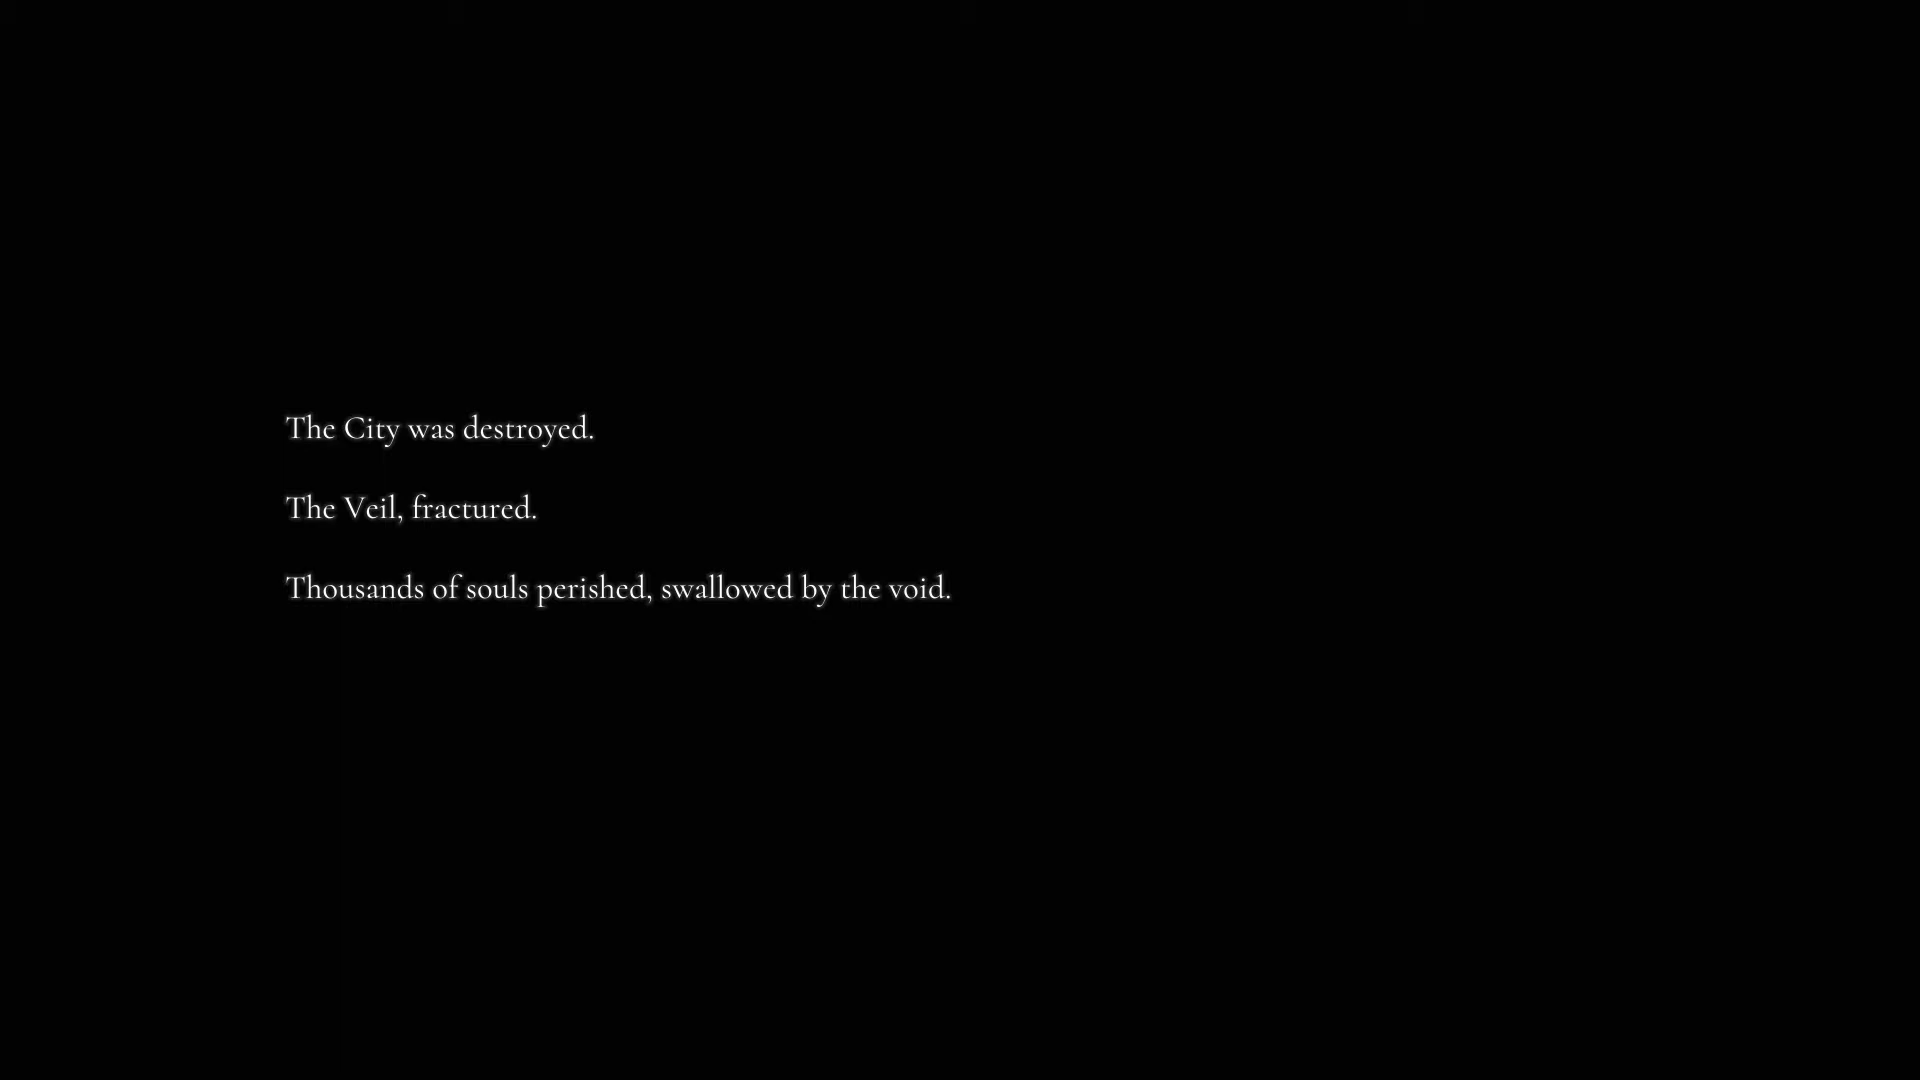 The City was destroyed.
The Veil, fractured.
Thousands of souls perished, swallowed by the void.